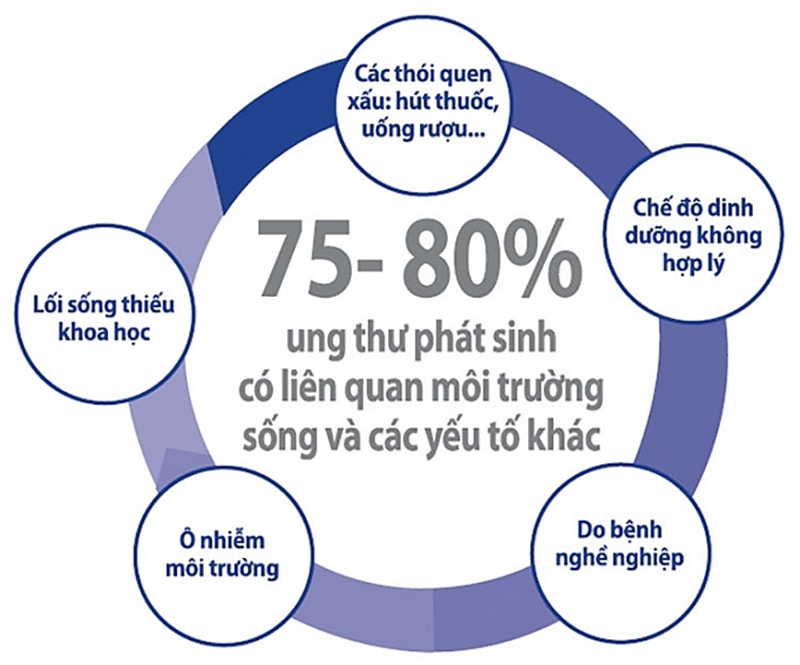 Các thói quen
xấu: hút thuốc,
uống rượu...
Chế độ dinh
dưỡng không
hợp lý
75- 80%
ung thư phát sinh
có liên quan môi trường
sống và các yếu tố khác
Lối sống thiếu
khoa học
Ô nhiễm
môi trường
Do bệnh
nghề nghiệp